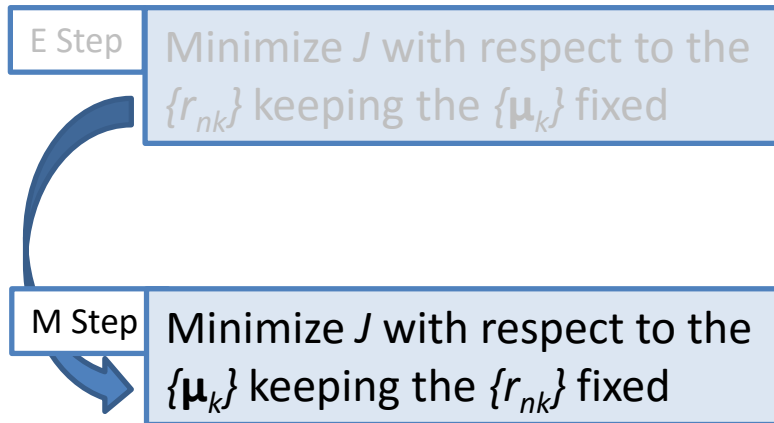 E Step
Minimize J with respect to the
{rnk} keeping the {μk} fixed
M Step
Minimize J with respect to the
{μk} keeping the {rnk} fixed